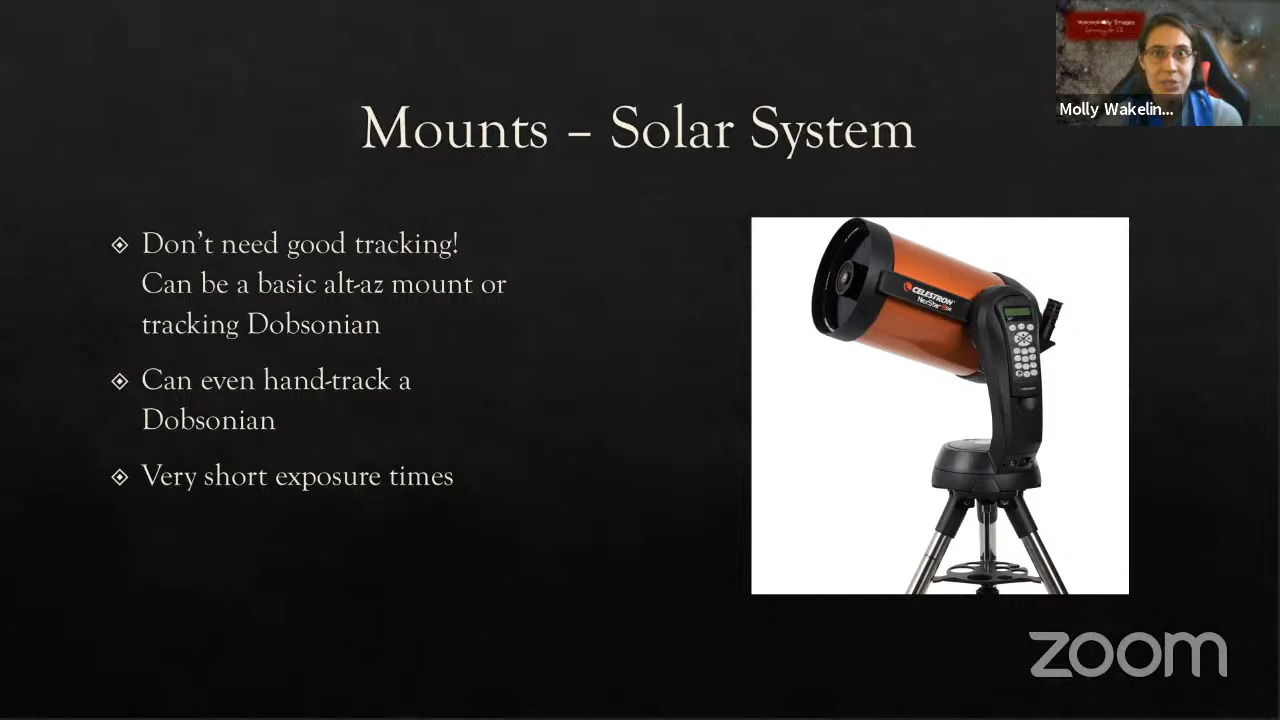 Mounts – Solar System
Molly Wakelin...
Don't need good tracking!
Can be a basic alt-az mount or
tracking Dobsonian
Can even hand-track a
Dobsonian
Very short exposure times
CELESTRON
NexStar
zoom